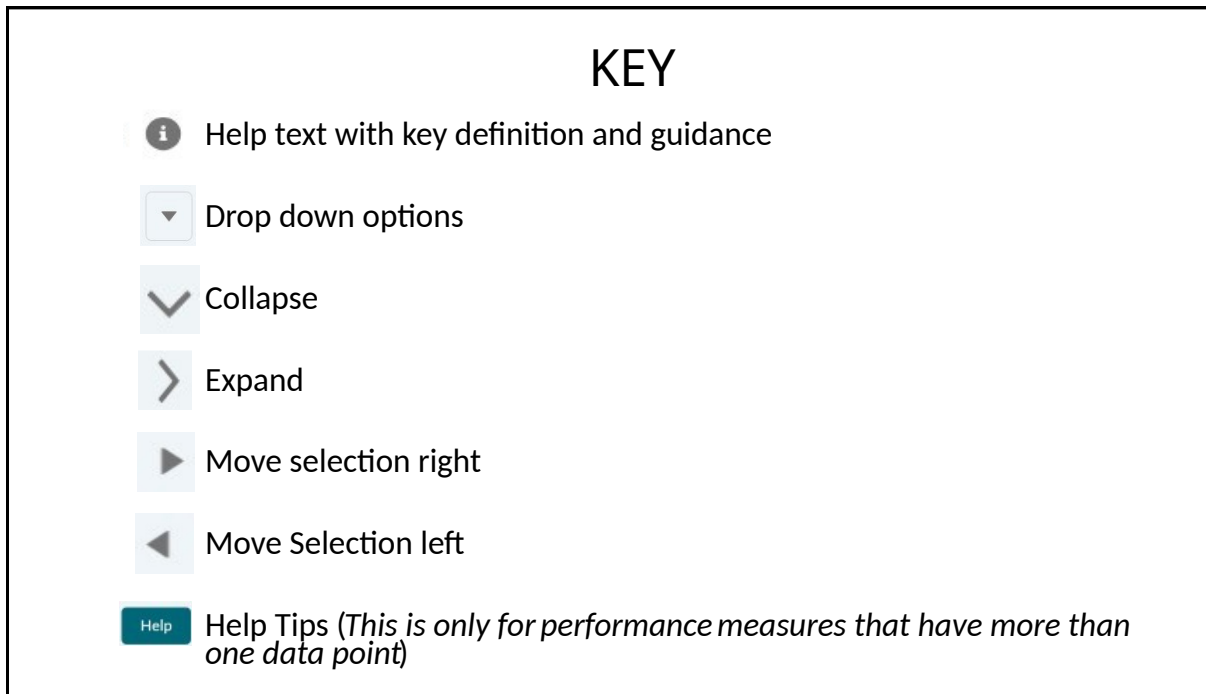 KEY
i Help text with key definition and guidance
Drop down options
Collapse
Expand
Move selection right
Move Selection left
Help Help Tips (This is only for performance measures that have more than
one data point)